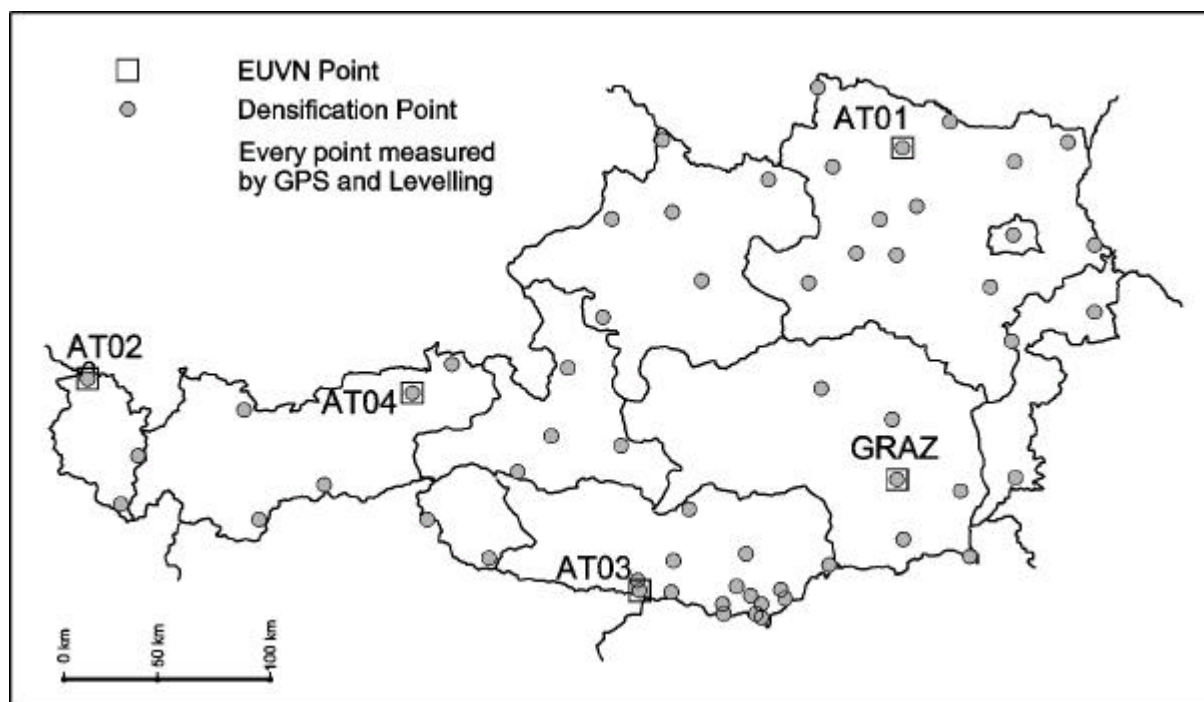 EUVN Point
Densification Point
Every point measured
by GPS and Levelling
AT01
AT02
AT04
GRAZ
AT03
0 km
50 km
100 km